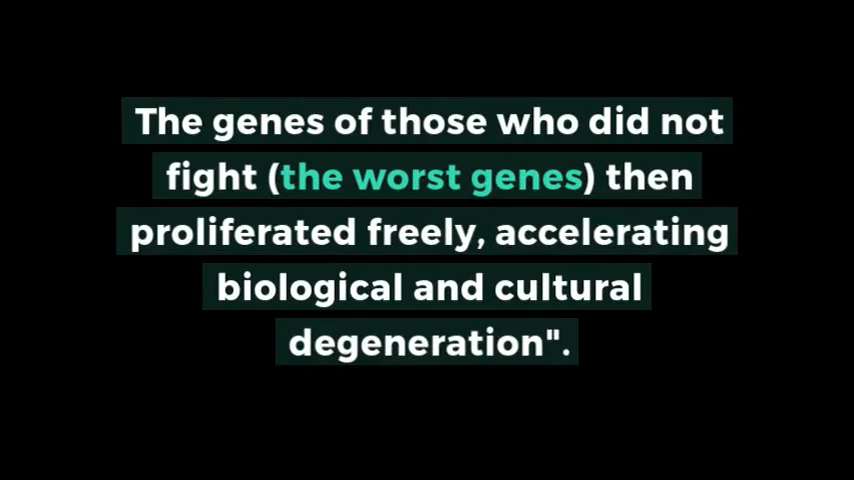 The genes of those who did not
fight (the worst genes) then
proliferated freely, accelerating
biological and cultural
degeneration".